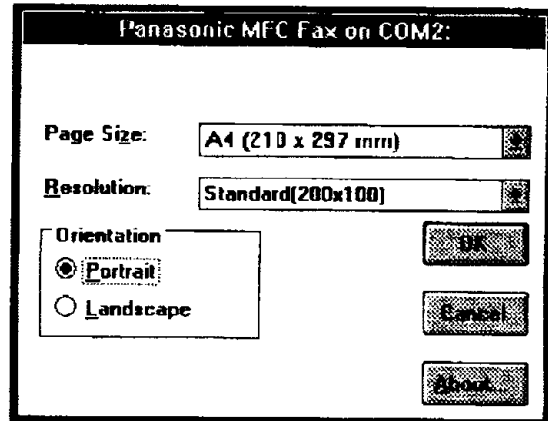 Panasonic MFC Fax on COM2:
Page Size:
A4 (210 x 297 mm)
Resolution:
Standard(200x100)
Orientation
Portrait
Landscape
OK
Cancel
About...